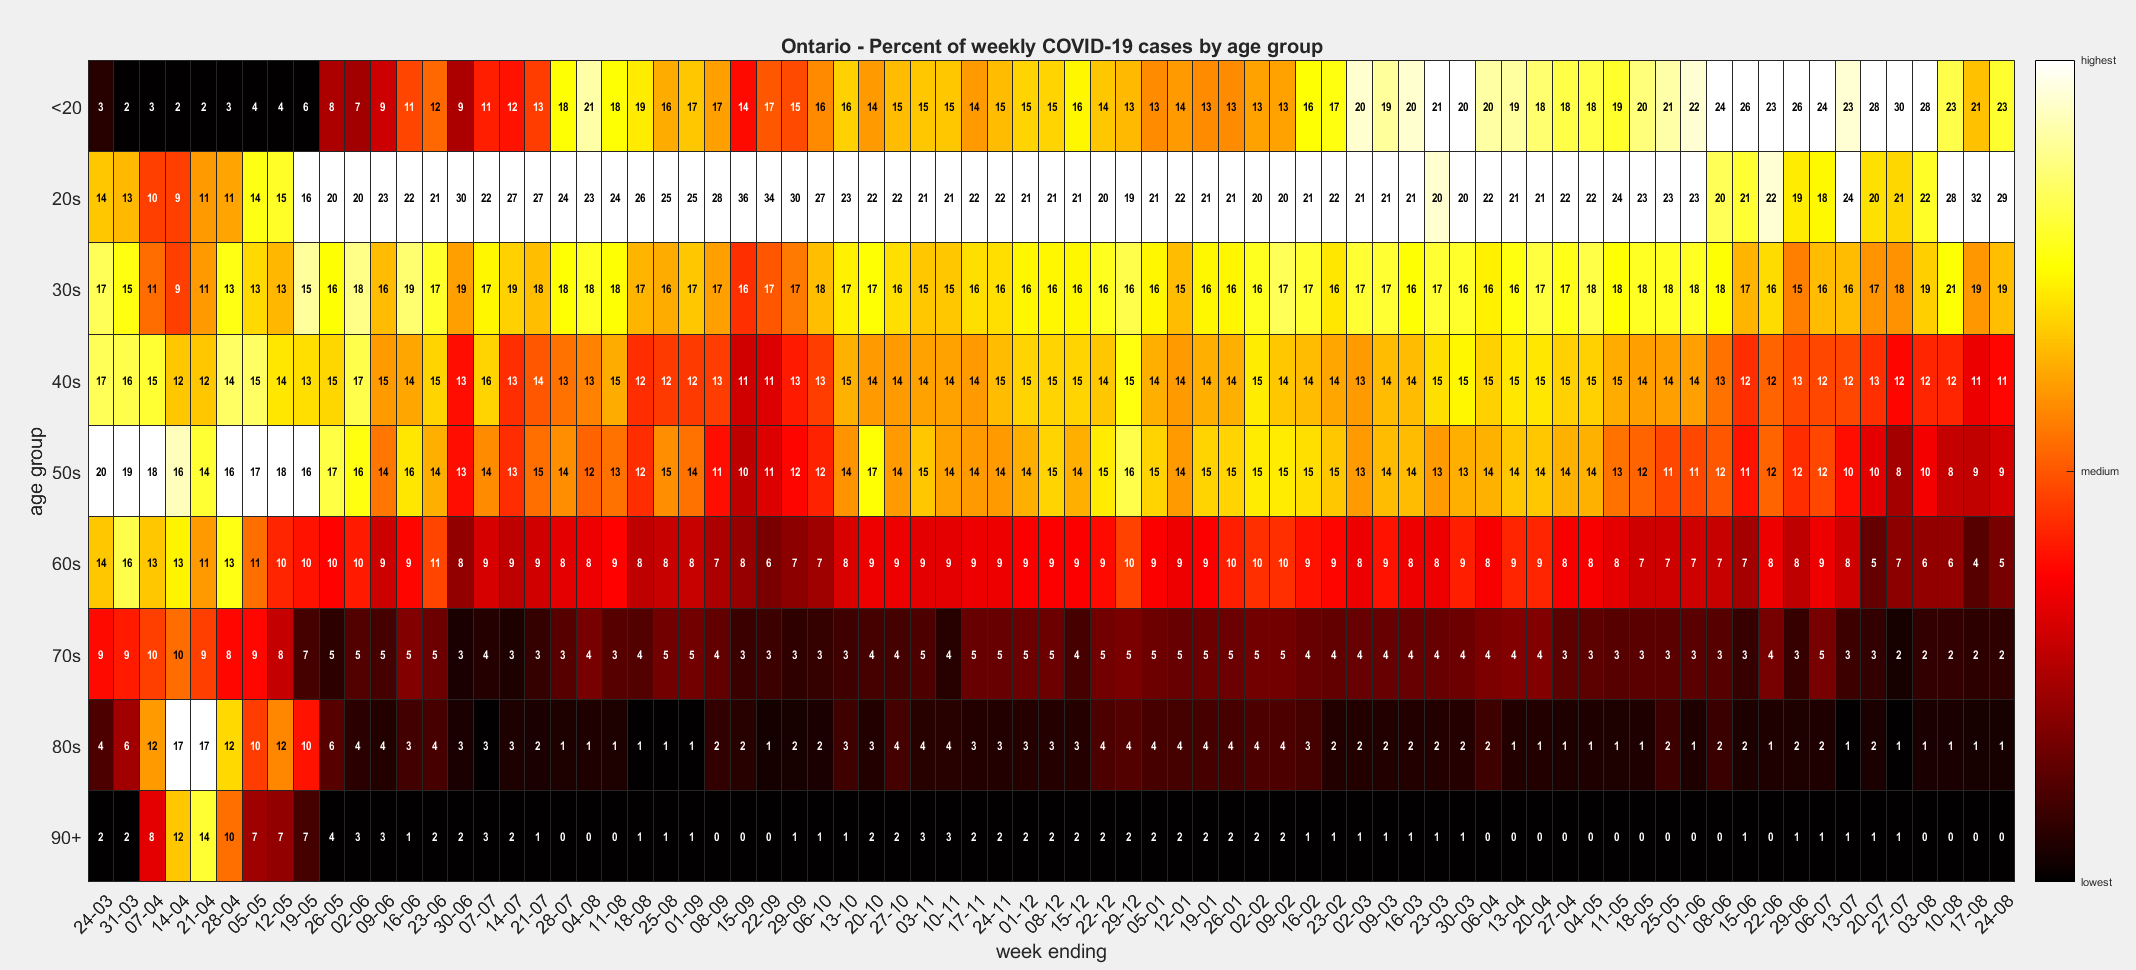 Ontario - Percent of weekly COVID-19 cases by age group
highest
<20 3 2 3 2 2 3 4 4 6 8 7 9 11 12 9 11 12 13 18 21 18 19 16 17 17 14 17 15 16 16 14 15 15 15 14 15 15 15 16 14 13 13 14 13 13 13 13 16 17 20 19 20 21 20 20 19 18 18 18 19 20 21 22 24 26 23 26 24 23 28 30 28 23 21 23
20s 14 13 10 9 11 11 14 15 16 20 20 23 22 21 30 22 27 27 24 23 24 26 25 25 28 36 34 30 27 23 22 22 21 21 22 21 21 21 20 19 21 21 21 21 20 20 21 22 21 21 21 20 20 22 21 21 22 22 24 23 23 23 20 21 22 19 18 24 20 21 22 28 32 29
30s 17 15 11 9 11 13 13 13 15 16 18 16 19 17 19 17 19 18 18 18 18 17 16 17 17 16 17 17 18 17 17 16 15 15 16 16 16 16 16 16 16 16 15 16 16 16 17 17 16 17 17 16 17 16 16 16 17 17 18 18 18 18 18 18 17 16 15 16 16 17 18 19 21 19 19
40s 17 16 15 12 12 14 15 14 13 15 17 15 14 15 13 16 13 14 13 13 15 12 12 12 13 11 11 13 13 15 14 14 14 14 14 15 15 15 15 14 15 14 14 14 14 15 14 14 14 13 14 14 15 15 15 15 15 15 15 15 14 14 14 13 12 12 13 12 12 13 12 12 12 11 11
medium
50s 20 19 18 16 14 16 17 18 16 17 16 14 16 14 13 14 13 15 14 12 13 12 15 14 11 10 11 12 12 14 17 14 15 14 14 14 14 15 14 15 16 15 14 15 15 15 15 15 15 13 14 14 13 13 14 14 14 14 14 13 12 11 11 12 11 12 12 12 10 10 8 10 8 9 9
60s 14 16 13 13 11 13 11 10 10 10 10 9 9 11 8 9 9 9 8 8 9 8 8 8 7 8 6 7 7 8 9 9 9 9 9 9 9 9 9 9 10 9 9 9 10 10 10 9 9 8 9 8 8 9 8 9 9 8 8 8 7 7 7 7 7 8 8 9 8 5 7 6 6 4 5
70s 9 9 10 10 9 8 9 8 7 5 5 5 5 5 3 4 3 3 3 4 3 4 5 5 4 3 3 3 3 3 4 4 5 4 5 5 5 5 4 5 5 5 5 5 5 5 5 4 4 4 4 4 4 4 4 4 4 3 3 3 3 3 3 3 3 4 3 5 3 3 2 2 2 2 2
80s 4 6 12 17 17 12 10 12 10 6 4 4 3 4 3 3 3 2 1 1 1 1 1 1 2 2 1 2 2 3 3 4 4 4 3 3 3 3 3 4 4 4 4 4 4 4 4 3 2 2 2 2 2 2 2 1 1 1 1 1 1 2 1 2 2 1 2 2 1 2 1 1 1 1 1
90+ 2 2 8 12 14 10 7 7 7 4 3 3 1 2 2 3 2 1 0 0 0 1 1 1 0 0 0 1 1 1 2 2 3 3 2 2 2 2 2 2 2 2 2 2 2 2 2 1 1 1 1 1 1 1 0 0 0 0 0 0 0 0 0 0 1 0 1 1 1 1 1 0 0 0 0
lowest
age group
24-03 31-03 07-04 14-04 21-04 28-04 05-05 12-05 19-05 26-05 02-06 09-06 16-06 23-06 30-06 07-07 14-07 21-07 28-07 04-08 11-08 18-08 25-08 01-09 08-09 15-09 22-09 29-09 06-10 13-10 20-10 27-10 03-11 10-11 17-11 24-11 01-12 08-12 15-12 22-12 29-12 05-01 12-01 19-01 26-01 02-02 09-02 16-02 23-02 02-03 09-03 16-03 23-03 30-03 06-04 13-04 20-04 27-04 04-05 11-05 18-05 25-05 01-06 08-06 15-06 22-06 29-06 06-07 13-07 20-07 27-07 03-08 10-08 17-08 24-08
week ending